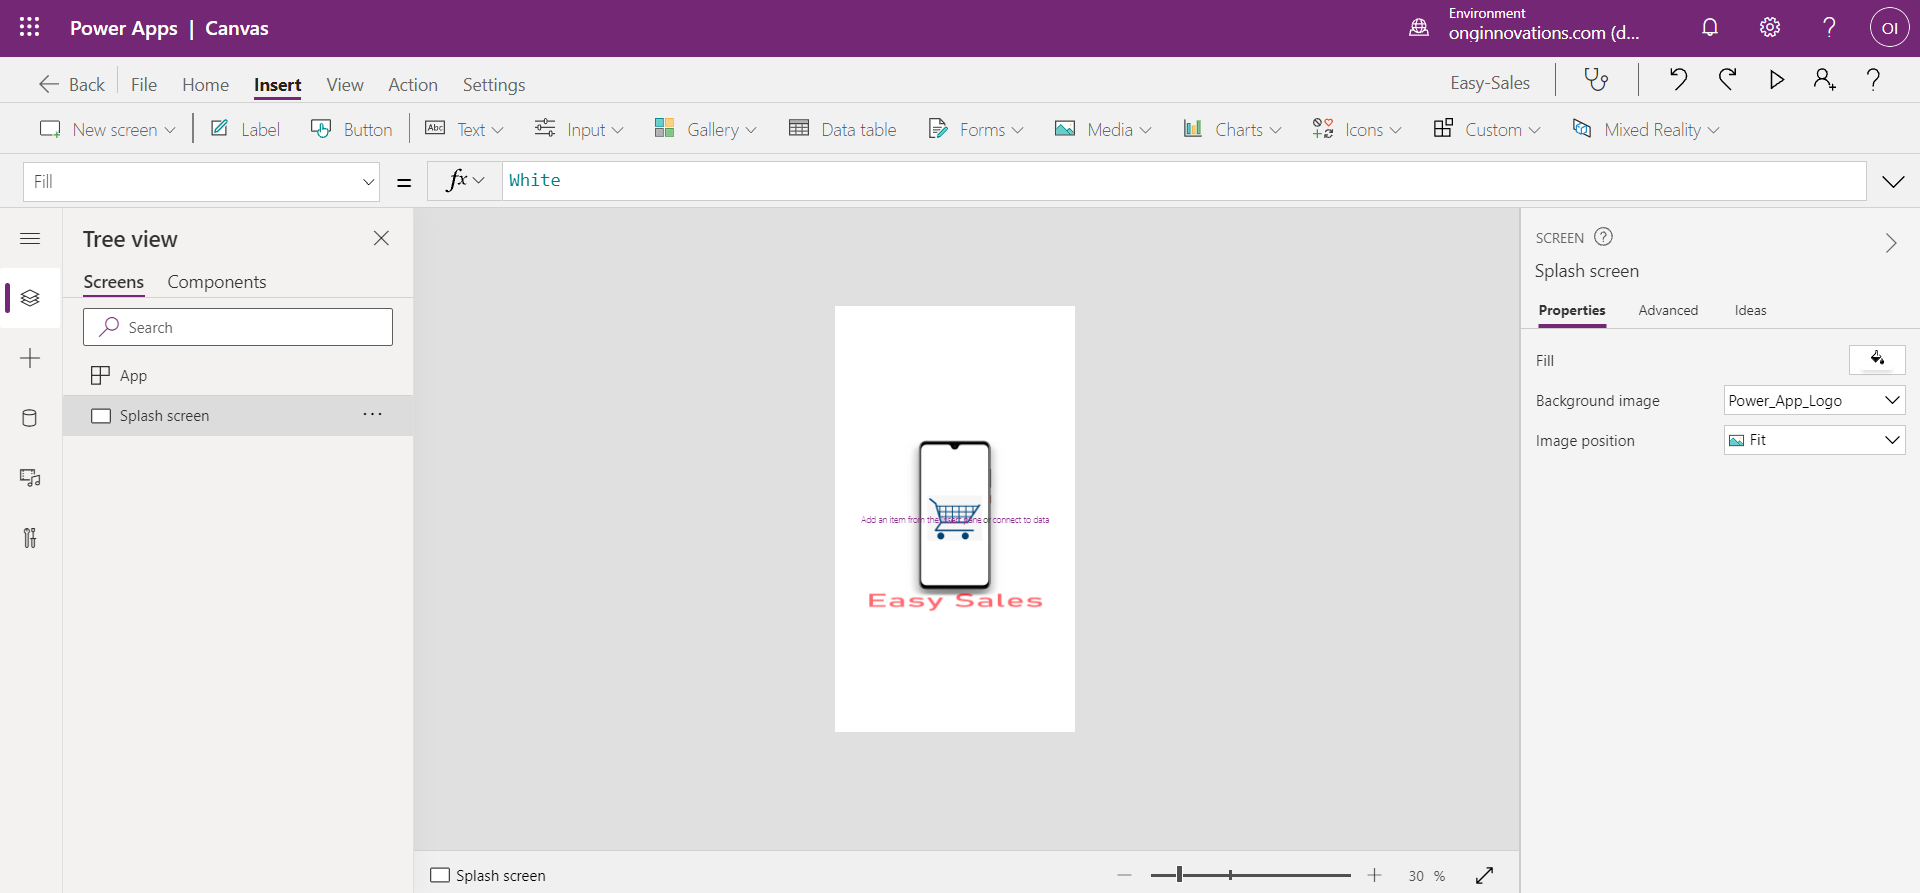 Power Apps | Canvas
Environment
onginnovations.com (d...
OI
Back File Home Insert View Action Settings
Easy-Sales
New screen Label Button Abc Text Input Gallery Data table Forms Media Charts Icons Custom Mixed Reality
Fill = fx White
Tree view
Screens Components
Search
App
Splash screen ...
Add an item from the Insert pane or connect to data
Easy Sales
Splash screen
30 %
SCREEN
Splash screen
Properties Advanced Ideas
Fill
Background image Power_App_Logo
Image position Fit